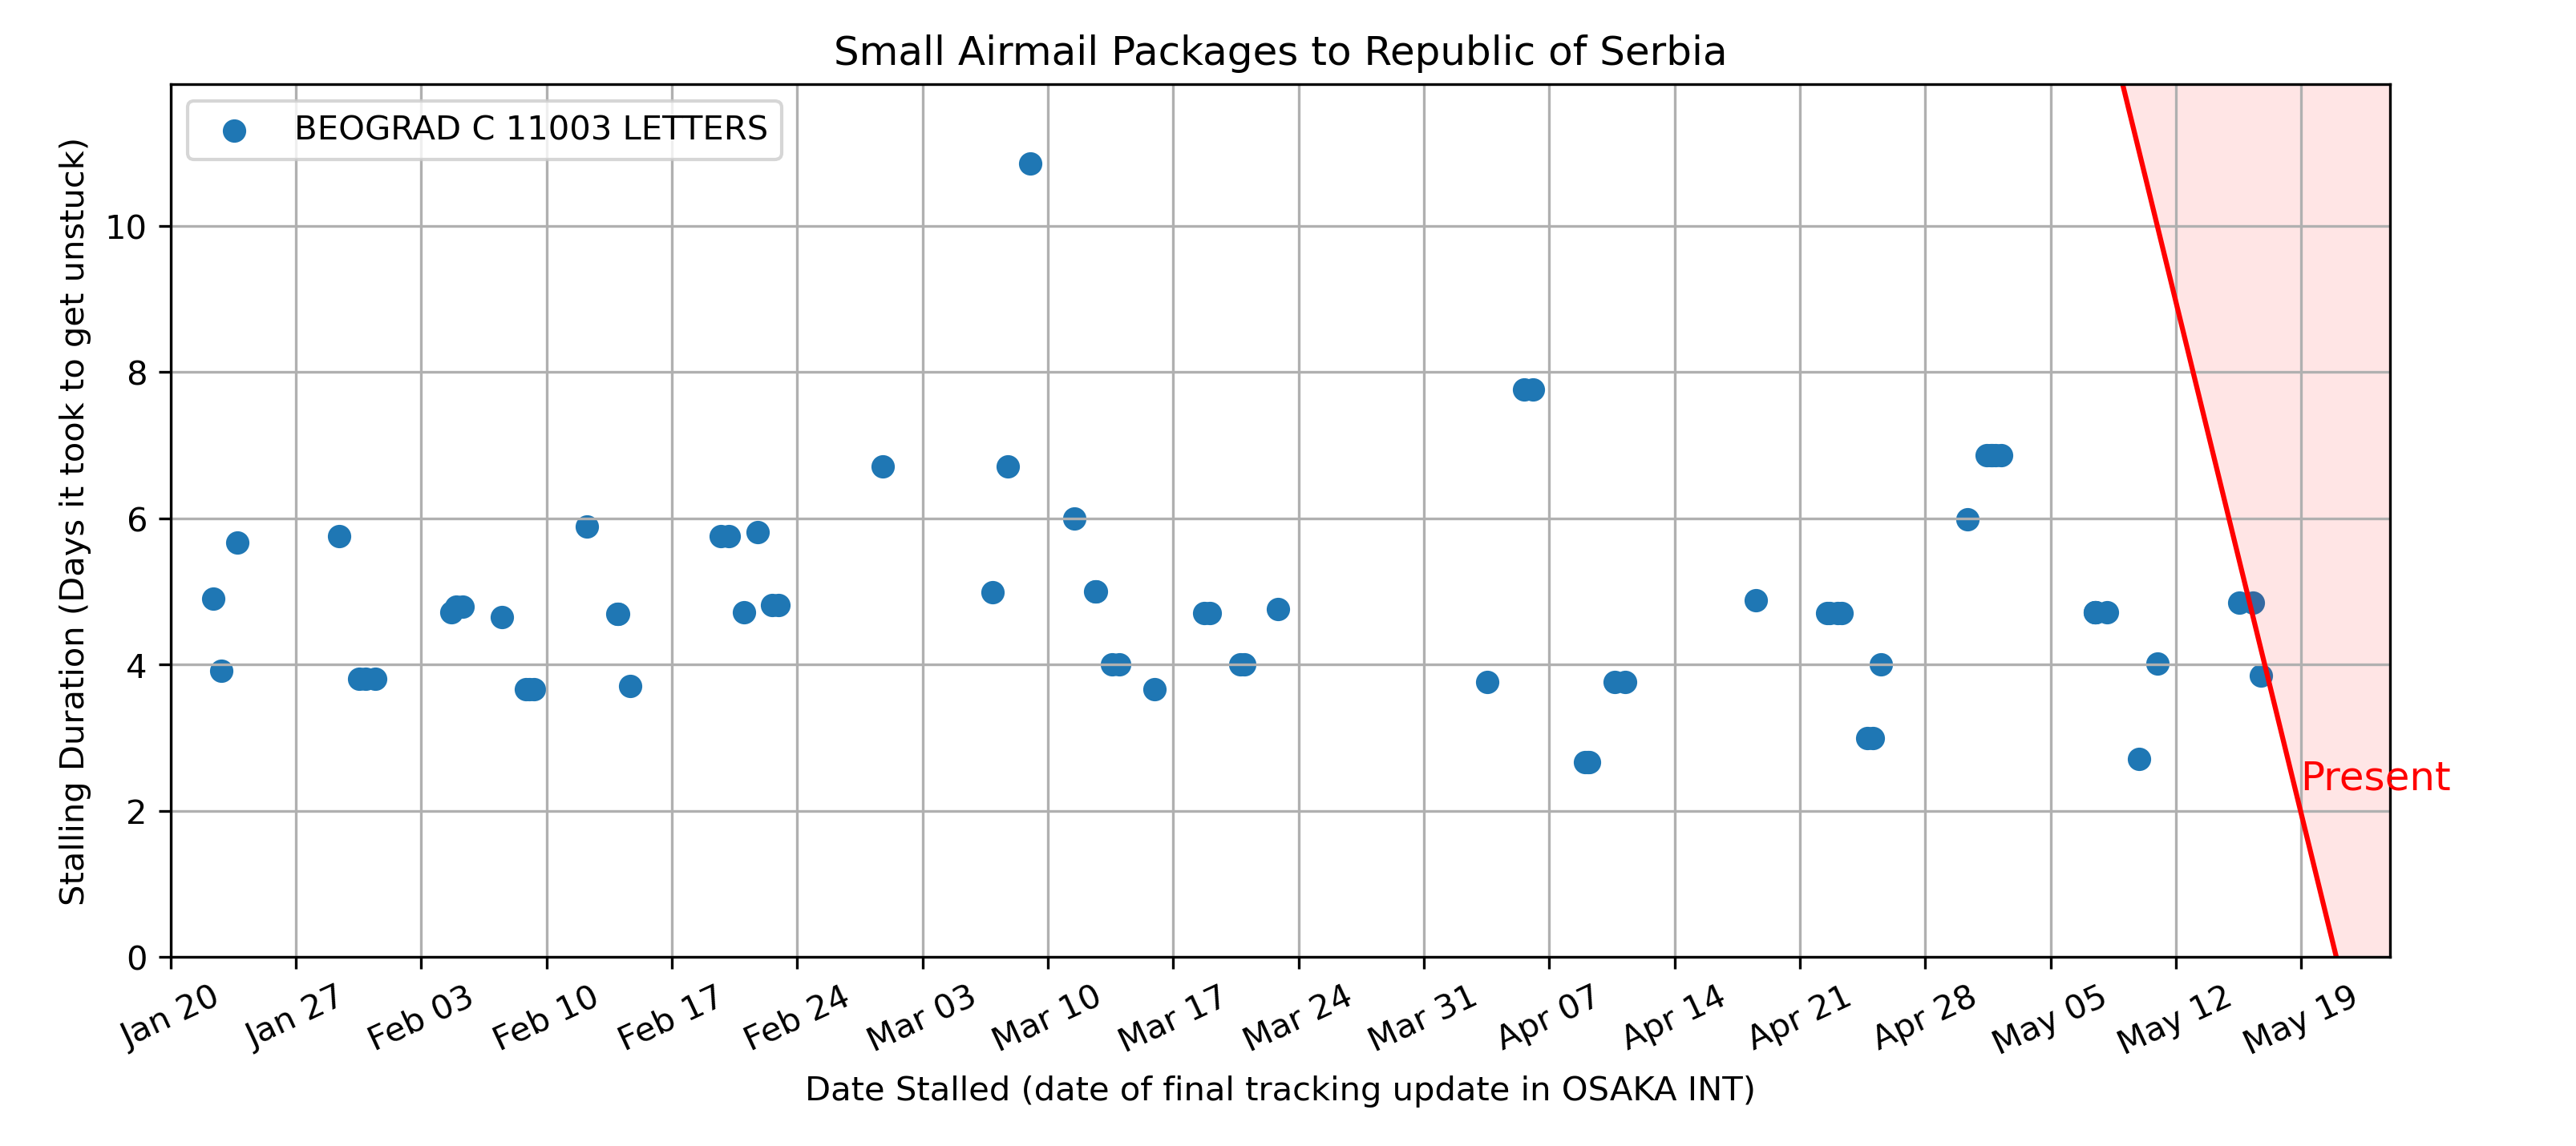 Small Airmail Packages to Republic of Serbia
BEOGRAD C 11003 LETTERS
Stalling Duration (Days it took to get unstuck)
10
8
6
4
2
0
Present
Jan 20
Jan 27
Feb 03
Feb 10
Feb 17
Feb 24
Mar 03
Mar 10
Mar 17
Mar 24
Mar 31
Apr 07
Apr 14
Apr 21
Apr 28
May 05
May 12
May 19
Date Stalled (date of final tracking update in OSAKA INT)